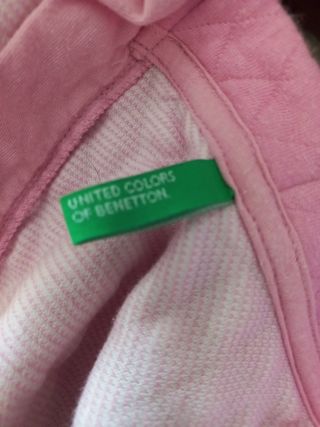 UNITED COLORS
OF BENETTON.